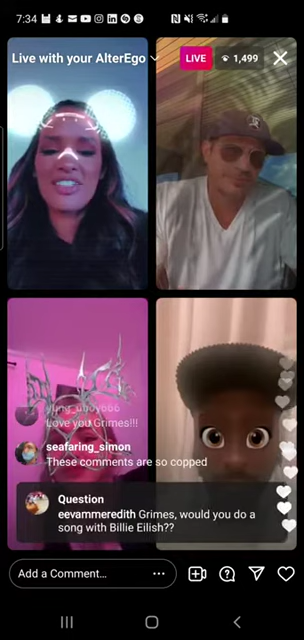 7:34
Live with your AlterEgo
LIVE
1,499
Love you Grimes!!!
seafaring_simon
These comments are so copped
Question
eevammeredith Grimes, would you do a
song with Billie Eilish??
Add a Comment...